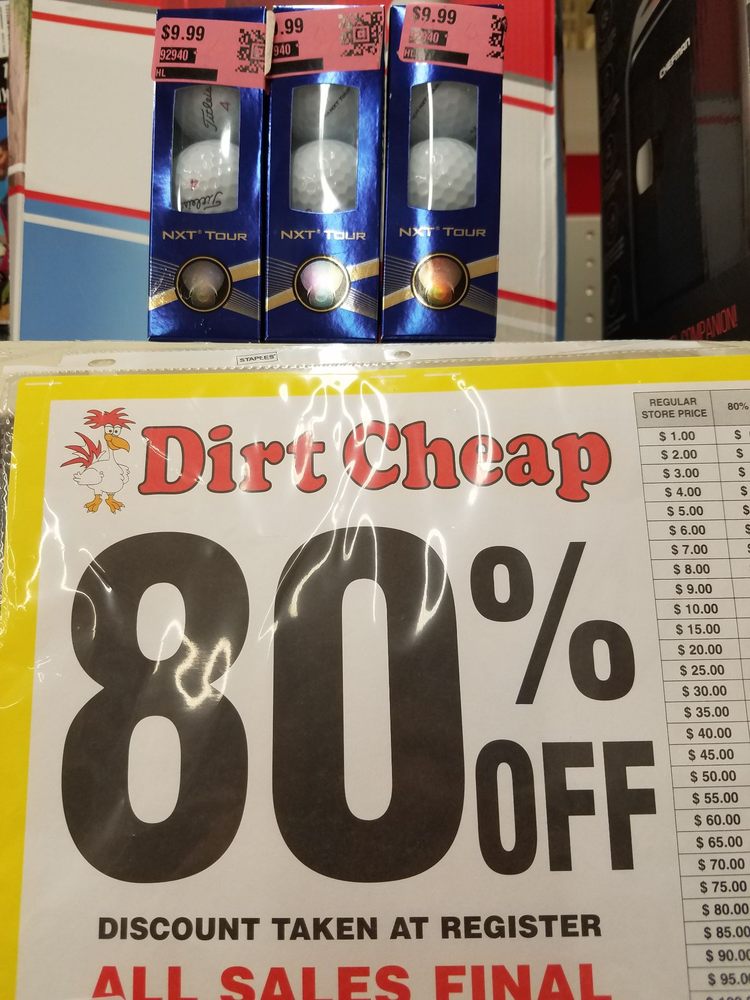 $9.99
92940
HL
.99
940
$9.99
Titleist
4
Titleist
NXT® TOUR
NXT® TOUR
NXT® TOUR
COMPANION!
STAPLES
Dirt Cheap
80%
OFF
DISCOUNT TAKEN AT REGISTER
ALL SALES FINAL
REGULAR STORE PRICE
80%
$ 1.00 $
$ 2.00 $
$ 3.00 $
$ 4.00 $
$ 5.00 $
$ 6.00
$ 7.00
$ 8.00
$ 9.00
$ 10.00
$ 15.00
$ 20.00
$ 25.00
$ 30.00
$ 35.00
$ 40.00
$ 45.00
$ 50.00
$ 55.00
$ 60.00
$ 65.00
$ 70.00
$ 75.00
$ 80.00
$ 85.00
$ 90.00
$ 95.00